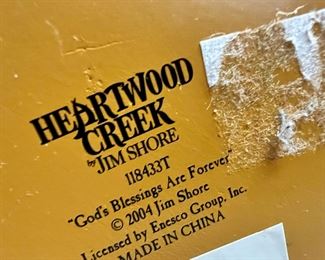 HEARTWOOD
CREEK
by JIM SHORE
118433T
"God's Blessings Are Forever"
© 2004 Jim Shore
Licensed by Enesco Group, Inc.
MADE IN CHINA